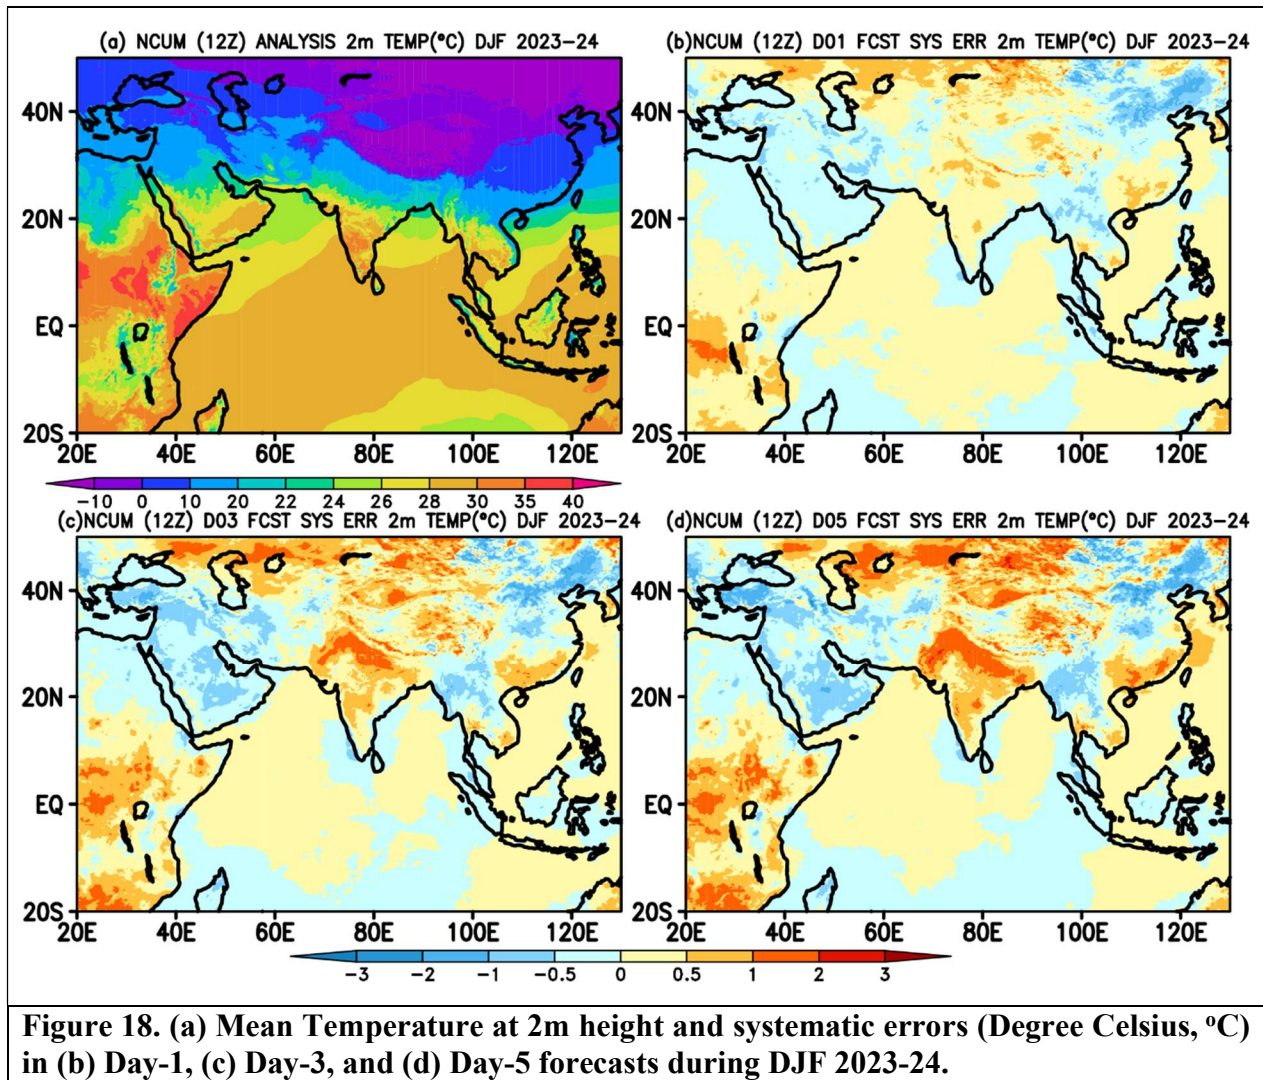 (a) NCUM (12Z) ANALYSIS 2m TEMP(°C) DJF 2023-24
(b)NCUM (12Z) D01 FCST SYS ERR 2m TEMP(°C) DJF 2023-24
40N
20N
EQ
20S
20E 40E 60E 80E 100E 120E
40N
20N
EQ
20S
20E 40E 60E 80E 100E 120E
-10 0 10 20 22 24 26 28 30 35 40
(c)NCUM (12Z) D03 FCST SYS ERR 2m TEMP(°C) DJF 2023-24
(d)NCUM (12Z) D05 FCST SYS ERR 2m TEMP(°C) DJF 2023-24
40N
20N
EQ
20S
20E 40E 60E 80E 100E 120E
40N
20N
EQ
20S
20E 40E 60E 80E 100E 120E
-3 -2 -1 -0.5 0 0.5 1 2 3
Figure 18. (a) Mean Temperature at 2m height and systematic errors (Degree Celsius, °C)
in (b) Day-1, (c) Day-3, and (d) Day-5 forecasts during DJF 2023-24.